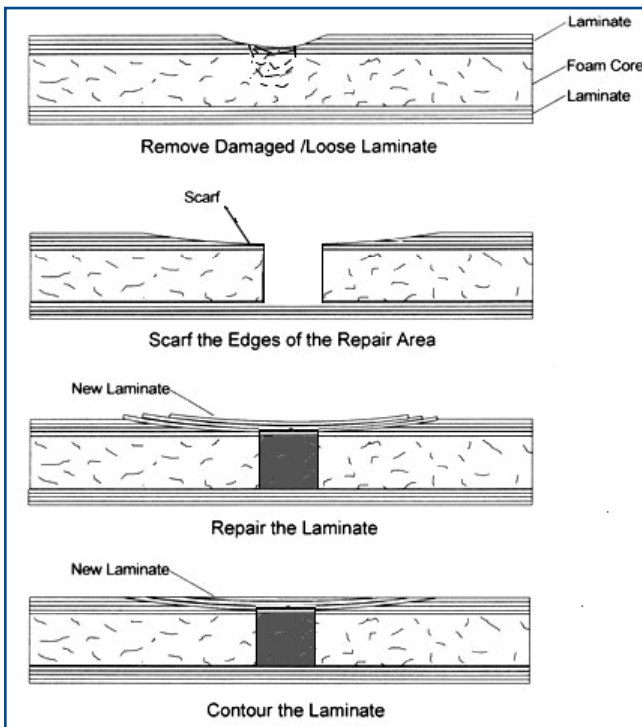 Laminate
Foam Core
Laminate
Remove Damaged /Loose Laminate
Scarf
Scarf the Edges of the Repair Area
New Laminate
Repair the Laminate
New Laminate
Contour the Laminate